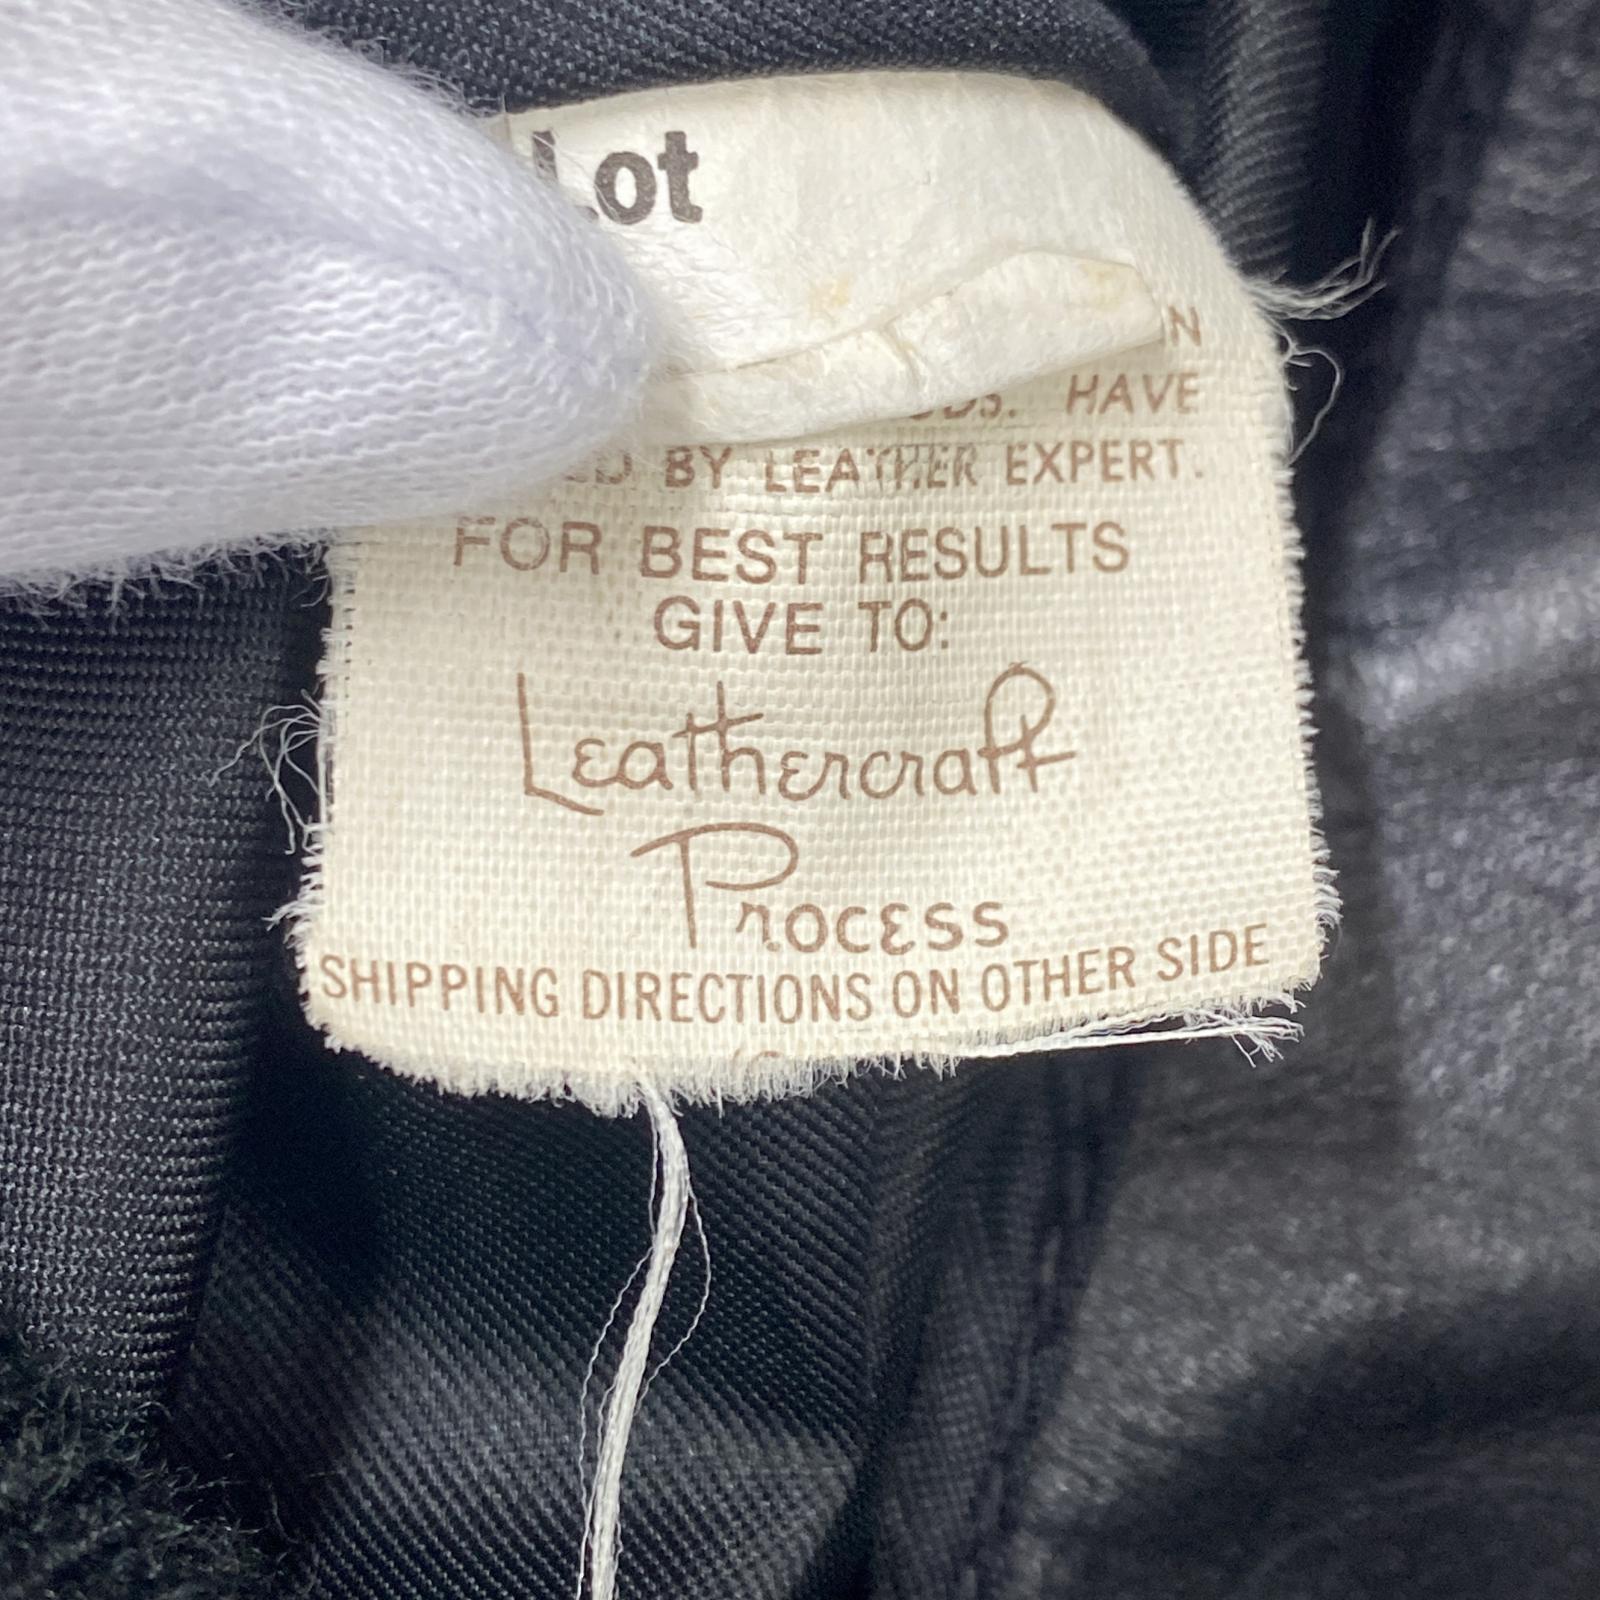 Lot
HAVE
BY LEATHER EXPERT.
FOR BEST RESULTS
GIVE TO:
Leathercraft
Process
SHIPPING DIRECTIONS ON OTHER SIDE